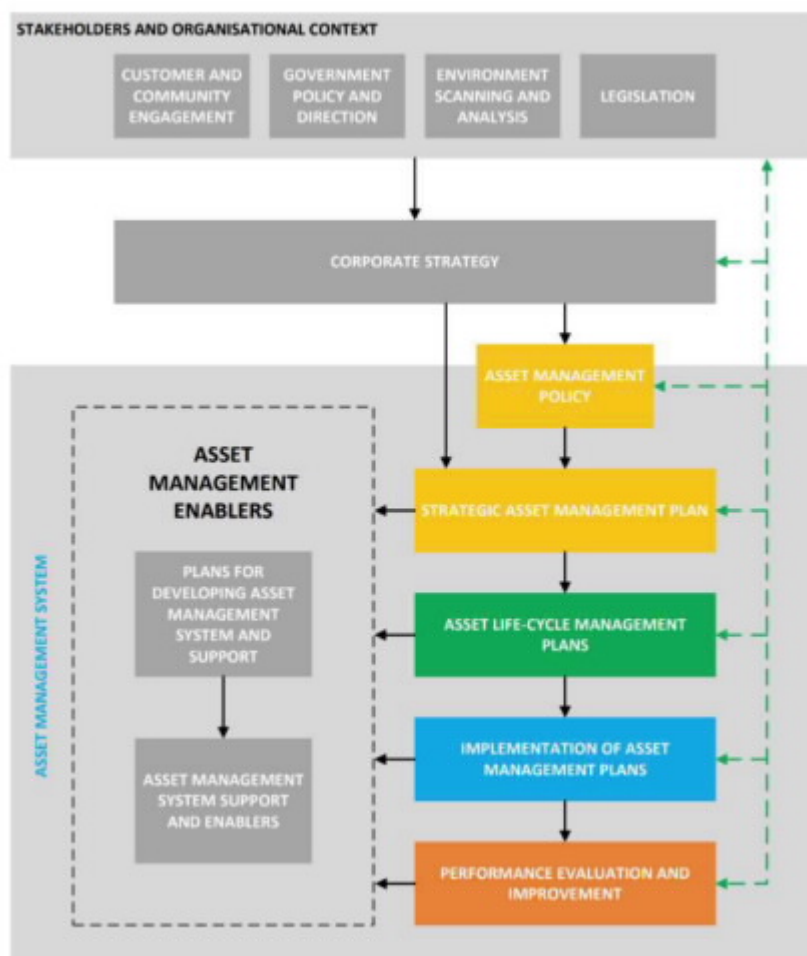 STAKEHOLDERS AND ORGANISATIONAL CONTEXT
CUSTOMER AND
COMMUNITY
ENGAGEMENT
GOVERNMENT
POLICY AND
DIRECTION
ENVIRONMENT
SCANNING AND
ANALYSIS
LEGISLATION
CORPORATE STRATEGY
ASSET MANAGEMENT
POLICY
ASSET
MANAGEMENT
ENABLERS
STRATEGIC ASSET MANAGEMENT PLAN
PLANS FOR
DEVELOPING ASSET
MANAGEMENT
SYSTEM AND
SUPPORT
ASSET LIFE-CYCLE MANAGEMENT
PLANS
ASSET MANAGEMENT SYSTEM
IMPLEMENTATION OF ASSET
MANAGEMENT PLANS
ASSET MANAGEMENT
SYSTEM SUPPORT
AND ENABLERS
PERFORMANCE EVALUATION AND
IMPROVEMENT